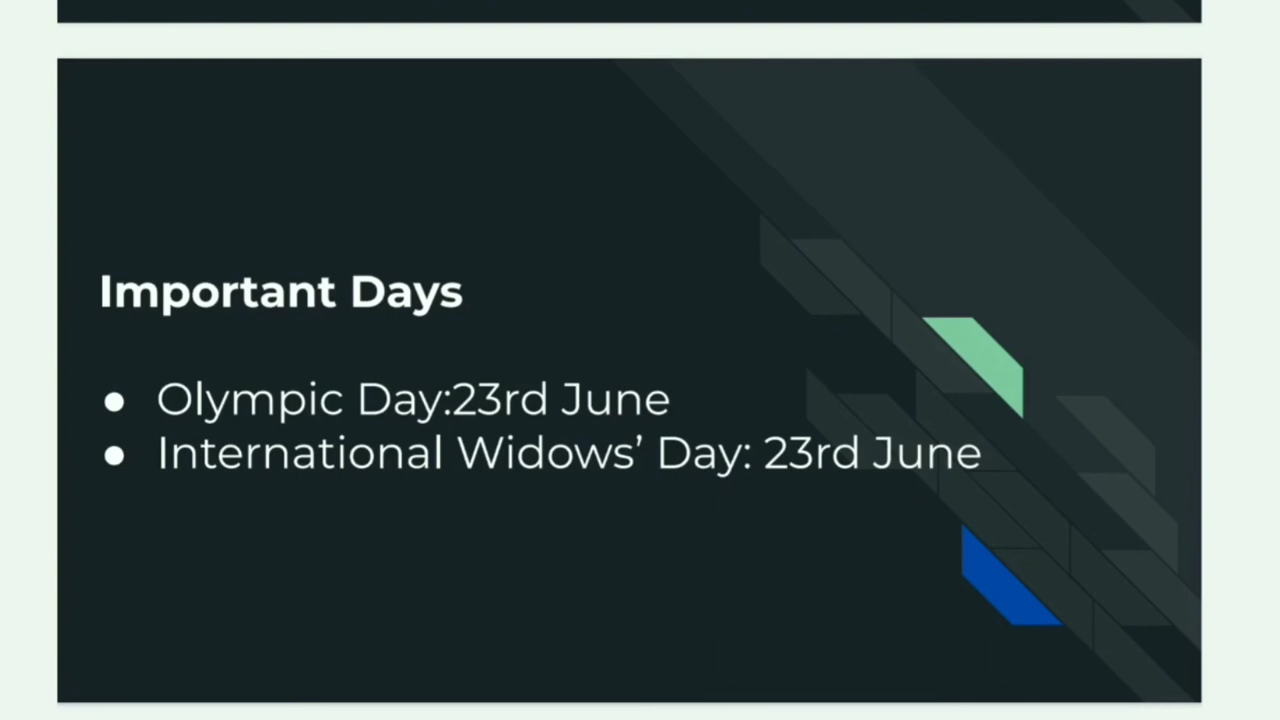 Important Days
● Olympic Day:23rd June
● International Widows’ Day: 23rd June